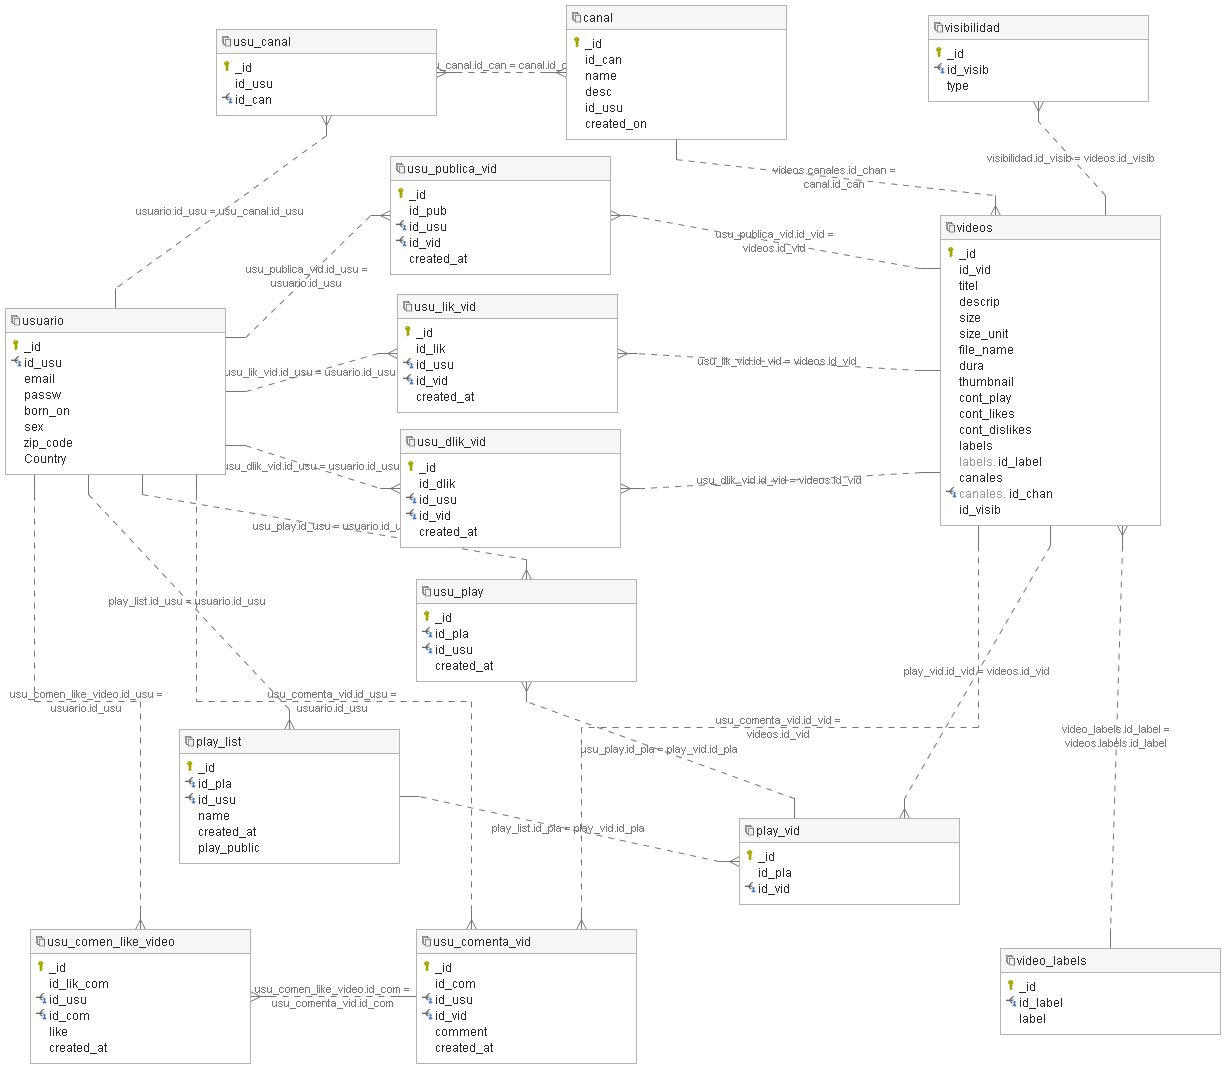 canal
_id
id_can
name
desc
id_usu
created_on
usu_canal
_id
id_usu
id_can
u_canal.id_can = canal.id_c
visibilidad
_id
id_visib
type
visibilidad.id_visib = videos.id_visib
videos.canales.id_chan =
canal.id_can
usu_publica_vid
_id
id_pub
id_usu
id_vid
created_at
usuario.id_usu = usu_canal.id_usu
usu_publica_vid.id_vid =
videos.id_vid
usu_publica_vid.id_usu =
usuario.id_usu
videos
_id
id_vid
titel
descrip
size
size_unit
file_name
dura
thumbnail
cont_play
cont_likes
cont_dislikes
labels
labels. id_label
canales
canales. id_chan
id_visib
usuario
_id
id_usu
email
passw
born_on
sex
zip_code
Country
usu_lik_vid
_id
id_lik
id_usu
id_vid
created_at
usu_lik_vid.id_usu = usuario.id_usu
usu_lik_vid.id_vid = videos.id_vid
usu_dlik_vid
_id
id_dlik
id_usu
id_vid
created_at
usu_dlik_vid.id_usu = usuario.id_usu
usu_dlik_vid.id_vid = videos.id_vid
usu_play.id_usu = usuario.id_u
usu_play
_id
id_pla
id_usu
created_at
play_list.id_usu = usuario.id_usu
play_vid.id_vid = videos.id_vid
usu_comen_like_video.id_usu =
usuario.id_usu
usu_comenta_vid.id_usu =
usuario.id_usu
usu_comenta_vid.id_vid =
videos.id_vid
video_labels.id_label =
videos.labels.id_label
usu_play.id_pla = play_vid.id_pla
play_list
_id
id_pla
id_usu
name
created_at
play_public
play_list.id_pla = play_vid.id_pla
play_vid
_id
id_pla
id_vid
usu_comen_like_video
_id
id_lik_com
id_usu
id_com
like
created_at
usu_comen_like_video.id_com =
usu_comenta_vid.id_com
usu_comenta_vid
_id
id_com
id_usu
id_vid
comment
created_at
video_labels
_id
id_label
label